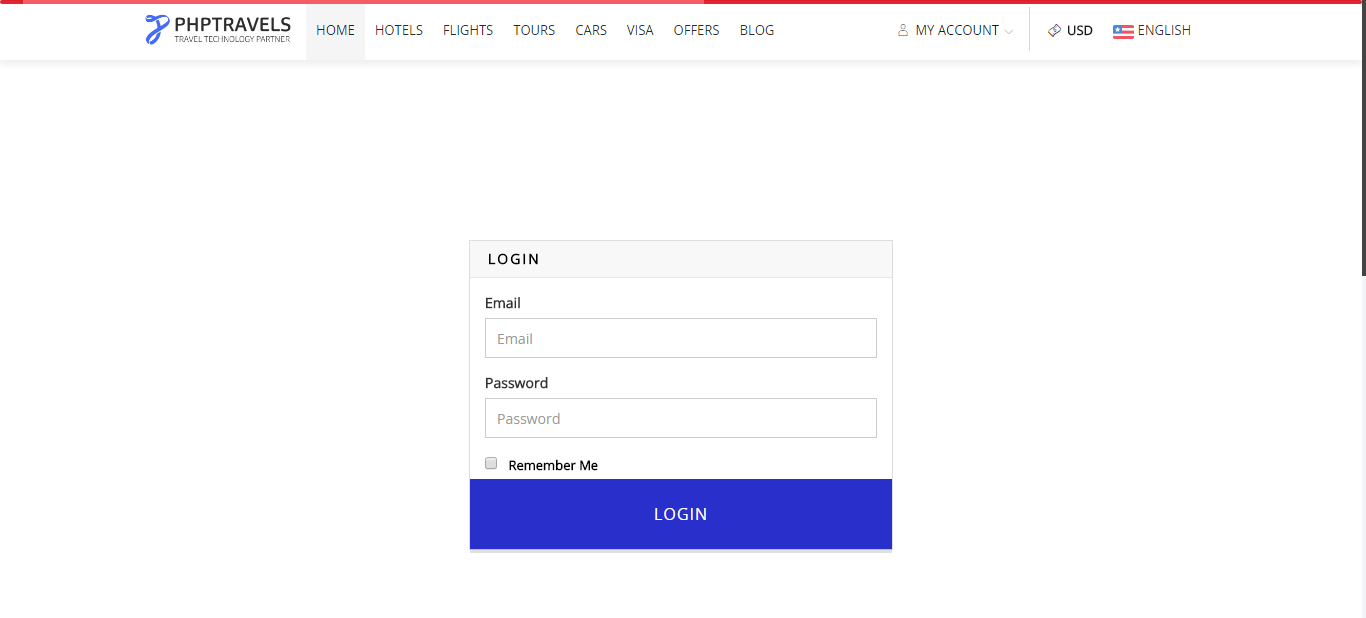 PHPTRAVELS
TRAVEL TECHNOLOGY PARTNER
HOME HOTELS FLIGHTS TOURS CARS VISA OFFERS BLOG MY ACCOUNT USD ENGLISH
LOGIN
Email
Email
Password
Password
Remember Me
LOGIN